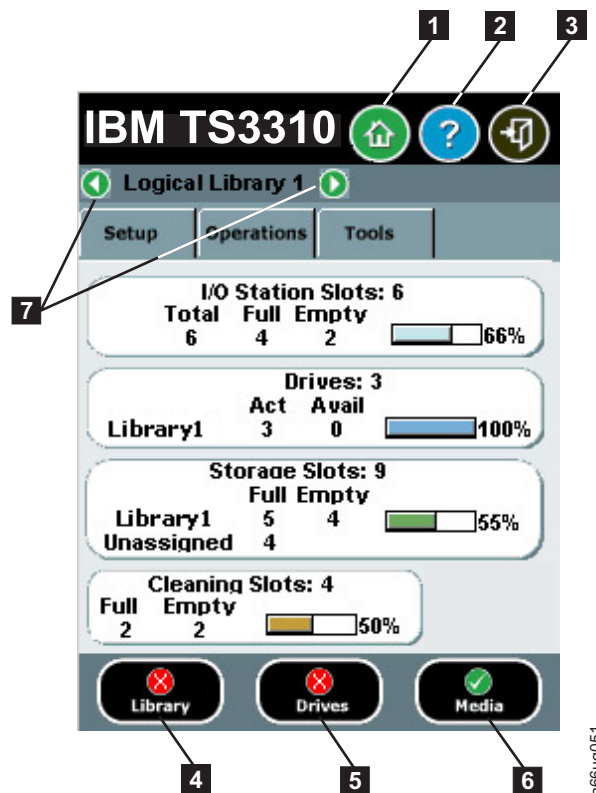 1 2 3
IBM TS3310 ?
Logical Library 1
Setup Operations Tools
7
I/O Station Slots: 6
Total Full Empty
6 4 2 66%
Drives: 3
Act Avail
Library1 3 0 100%
Storage Slots: 9
Full Empty
Library1 5 4 55%
Unassigned 4
Cleaning Slots: 4
Full Empty
2 2 50%
Library Drives Media
4 5 6